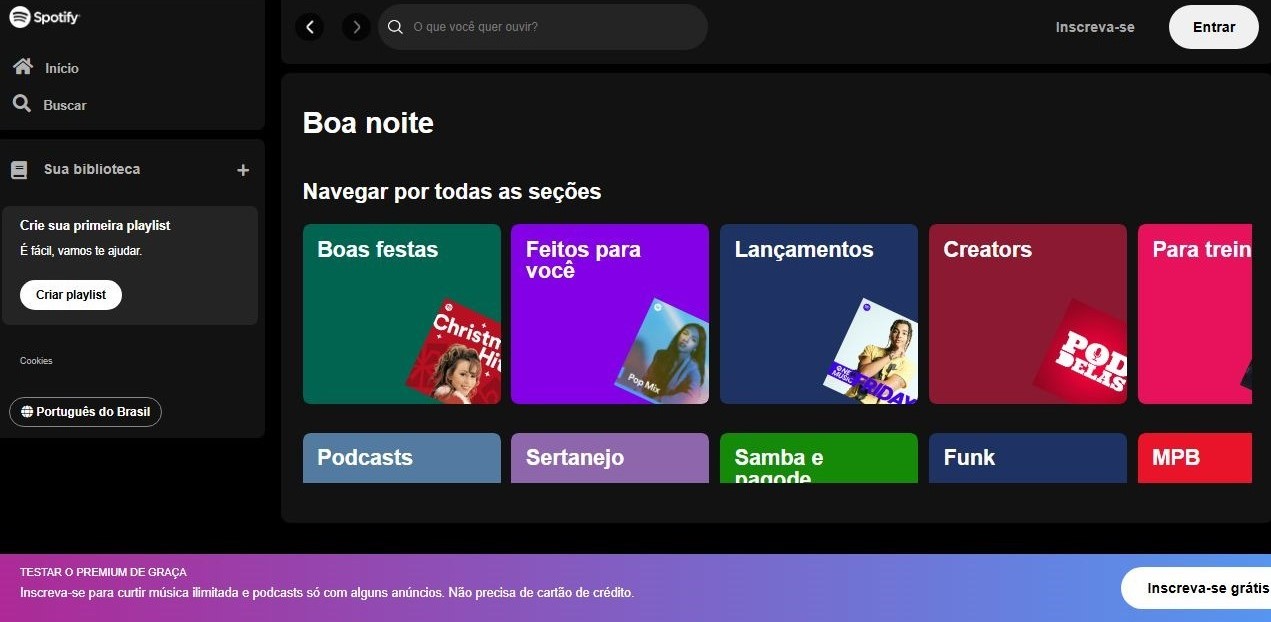 Spotify
Início
Buscar
Sua biblioteca
Crie sua primeira playlist
É fácil, vamos te ajudar.
Criar playlist
Cookies
Português do Brasil
O que você quer ouvir?
Inscreva-se
Entrar
Boa noite
Navegar por todas as seções
Boas festas
Christm
Hit
Feitos para
você
Pop Mix
Lançamentos
MUSIC
FRIDAY
Creators
POD
DELAS
Para trein
Podcasts
Sertanejo
Samba e
pagode
Funk
MPB
TESTAR O PREMIUM DE GRAÇA
Inscreva-se para curtir música ilimitada e podcasts só com alguns anúncios. Não precisa de cartão de crédito.
Inscreva-se grátis